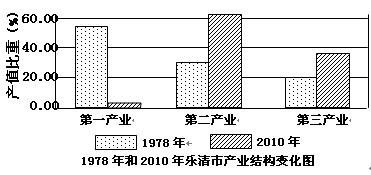 产值比重（%）
60.00
40.00
20.00
0.00
第一产业
第二产业
第三产业
1978 年
2010 年
1978 年和 2010 年乐清市产业结构变化图